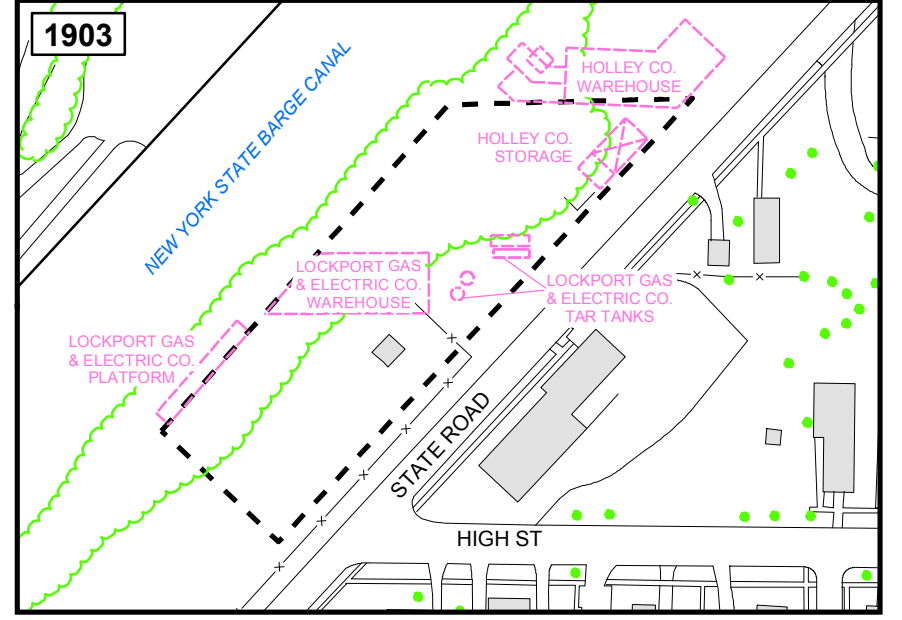 1903
NEW YORK STATE BARGE CANAL
HOLLEY CO.
WAREHOUSE
HOLLEY CO.
STORAGE
LOCKPORT GAS
& ELECTRIC CO.
WAREHOUSE
LOCKPORT GAS
& ELECTRIC CO.
TAR TANKS
LOCKPORT GAS
& ELECTRIC CO.
PLATFORM
STATE ROAD
HIGH ST